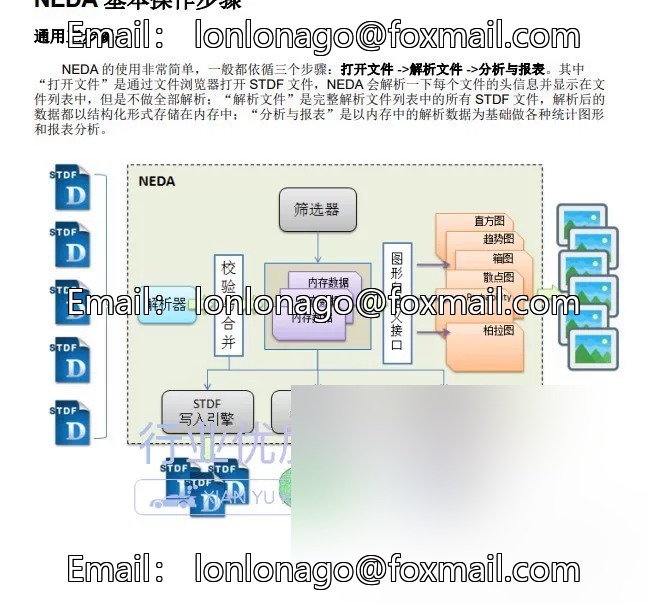 NEDA 基本操作步骤
Email： lonlonago@foxmail.com
通用
NEDA 的使用非常简单，一般都依循三个步骤：打开文件 ->解析文件 ->分析与报表。其中
“打开文件”是通过文件浏览器打开 STDF 文件，NEDA 会解析一下每个文件的头信息并显示在文
件列表中，但是不做全部解析；“解析文件”是完整解析文件列表中的所有 STDF 文件，解析后的
数据都以结构化形式存储在内存中；“分析与报表”是以内存中的解析数据为基础做各种统计图形
和报表分析。
NEDA
STDF
D
STDF
D
STDF
STDF
D
STDF
D
筛选器
直方图
趋势图
箱图
散点图
柏拉图
校验
合并
内存数据
内存数据
图形
接口
解析器
Email： lonlonago@foxmail.com
STDF
写入引擎
行业优
STDF
STDF
D
XIAN YU
Email： lonlonago@foxmail.com